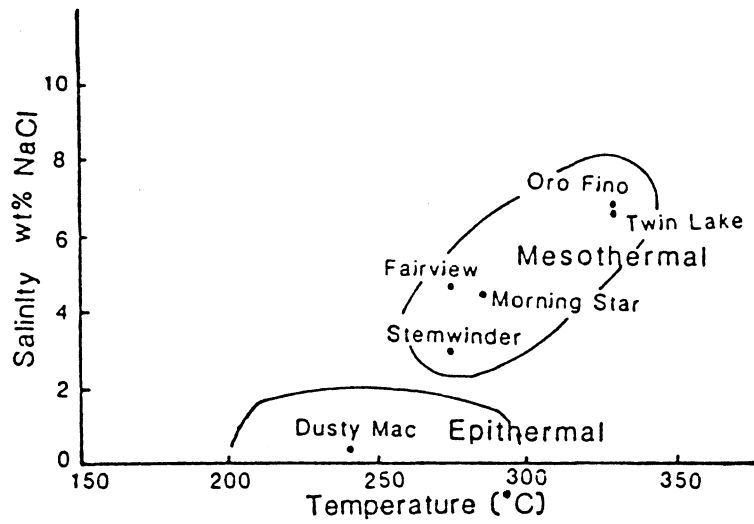 Salinity wt% NaCl
10
8
6
4
2
0
Oro Fino
Twin Lake
Mesothermal
Fairview
Morning Star
Stemwinder
Dusty Mac
Epithermal
150
200
250
300
350
Temperature (°C)